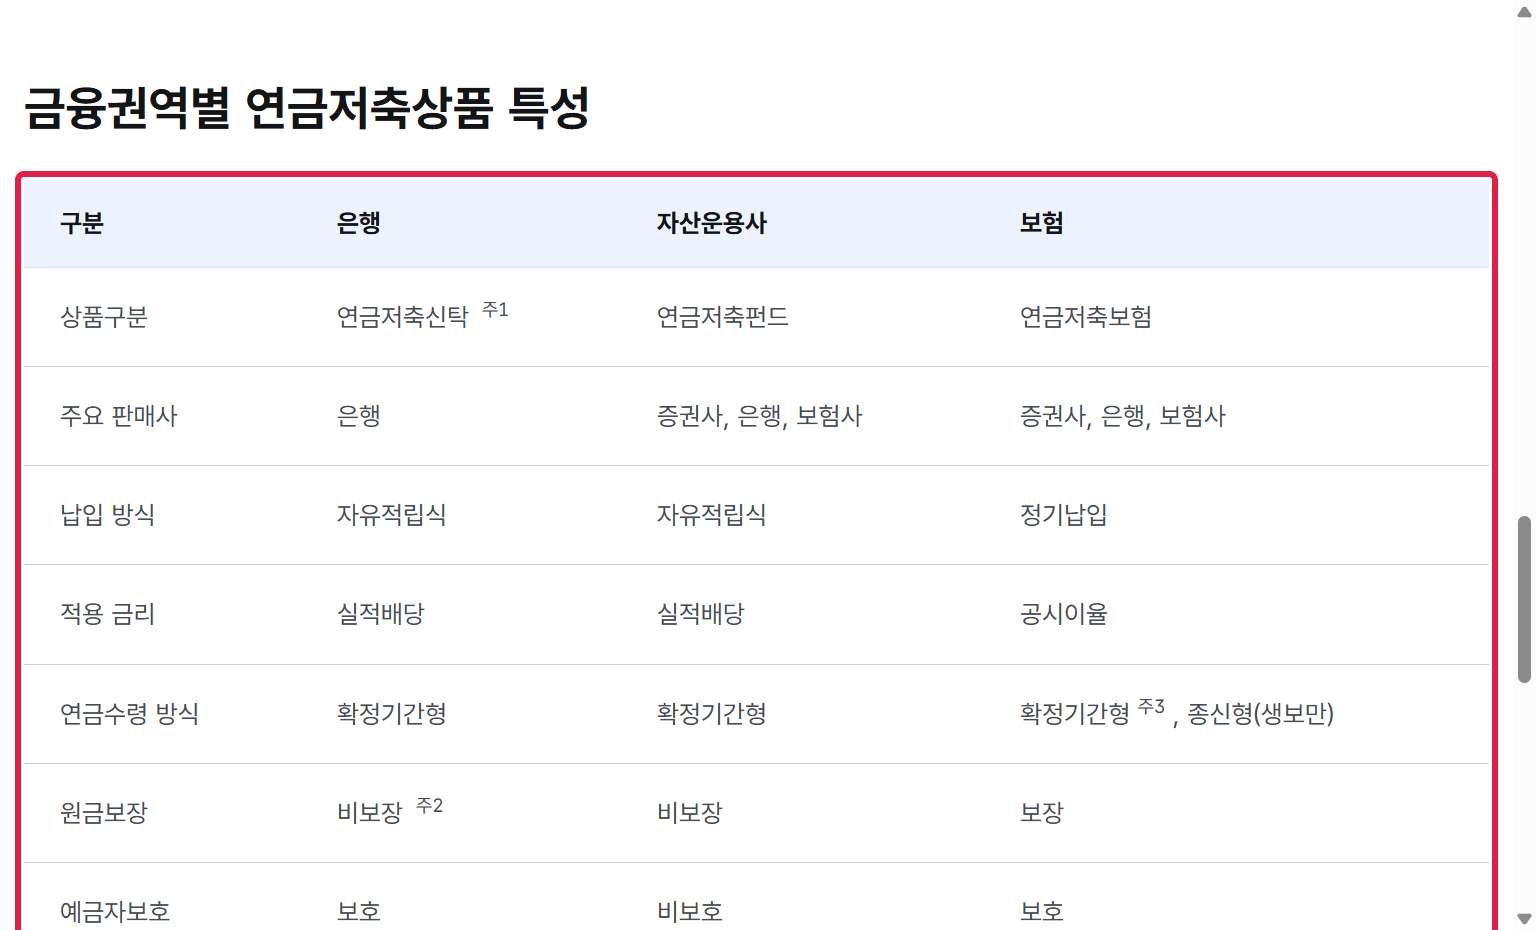 금융권역별 연금저축상품 특성
구분 은행 자산운용사 보험
상품구분 연금저축신탁 주1 연금저축펀드 연금저축보험
주요 판매사 은행 증권사, 은행, 보험사 증권사, 은행, 보험사
납입 방식 자유적립식 자유적립식 정기납입
적용 금리 실적배당 실적배당 공시이율
연금수령 방식 확정기간형 확정기간형 확정기간형 주3 , 종신형(생보만)
원금보장 비보장 주2 비보장 보장
예금자보호 보호 비보호 보호